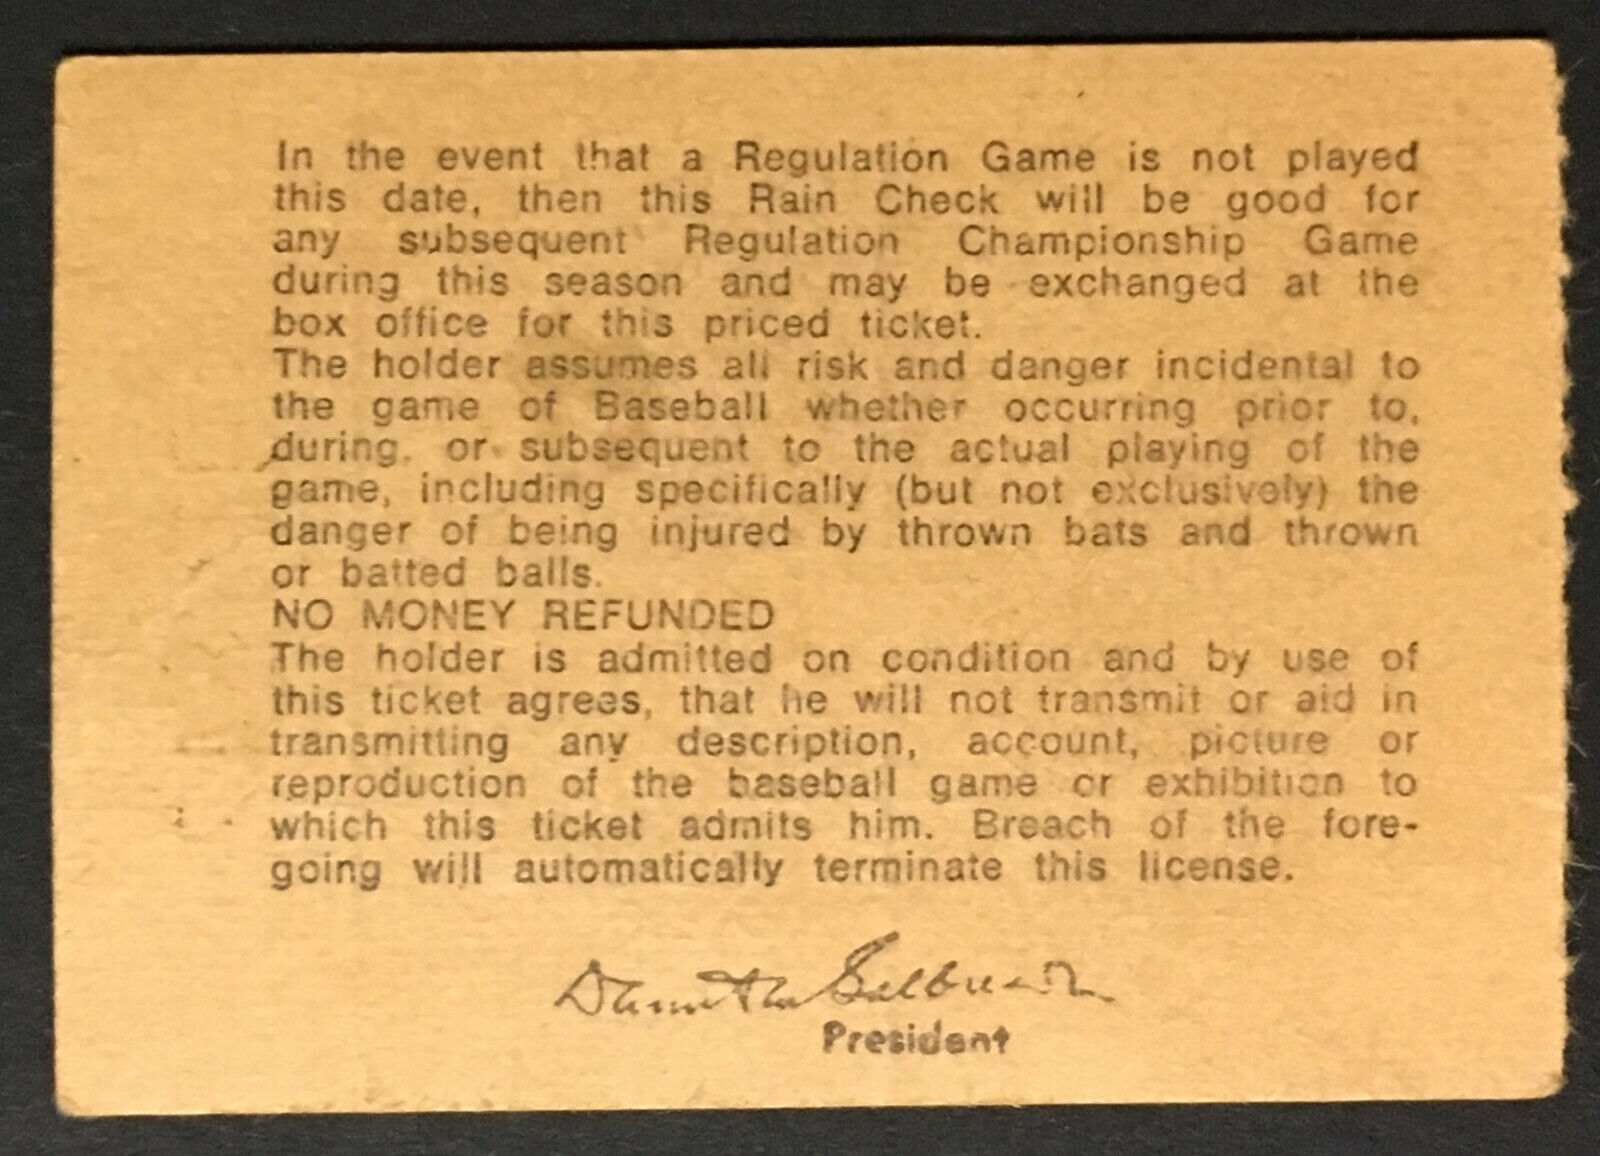 In the event that a Regulation Game is not played
this date, then this Rain Check will be good for
any subsequent Regulation Championship Game
during this season and may be exchanged at the
box office for this priced ticket.
The holder assumes all risk and danger incidental to
the game of Baseball whether occurring prior to,
during, or subsequent to the actual playing of the
game, including specifically (but not exclusively) the
danger of being injured by thrown bats and thrown
or batted balls.
NO MONEY REFUNDED
The holder is admitted on condition and by use of
this ticket agrees, that he will not transmit or aid in
transmitting any description, account, picture or
reproduction of the baseball game or exhibition to
which this ticket admits him. Breach of the fore-
going will automatically terminate this license.
Galbreath
President